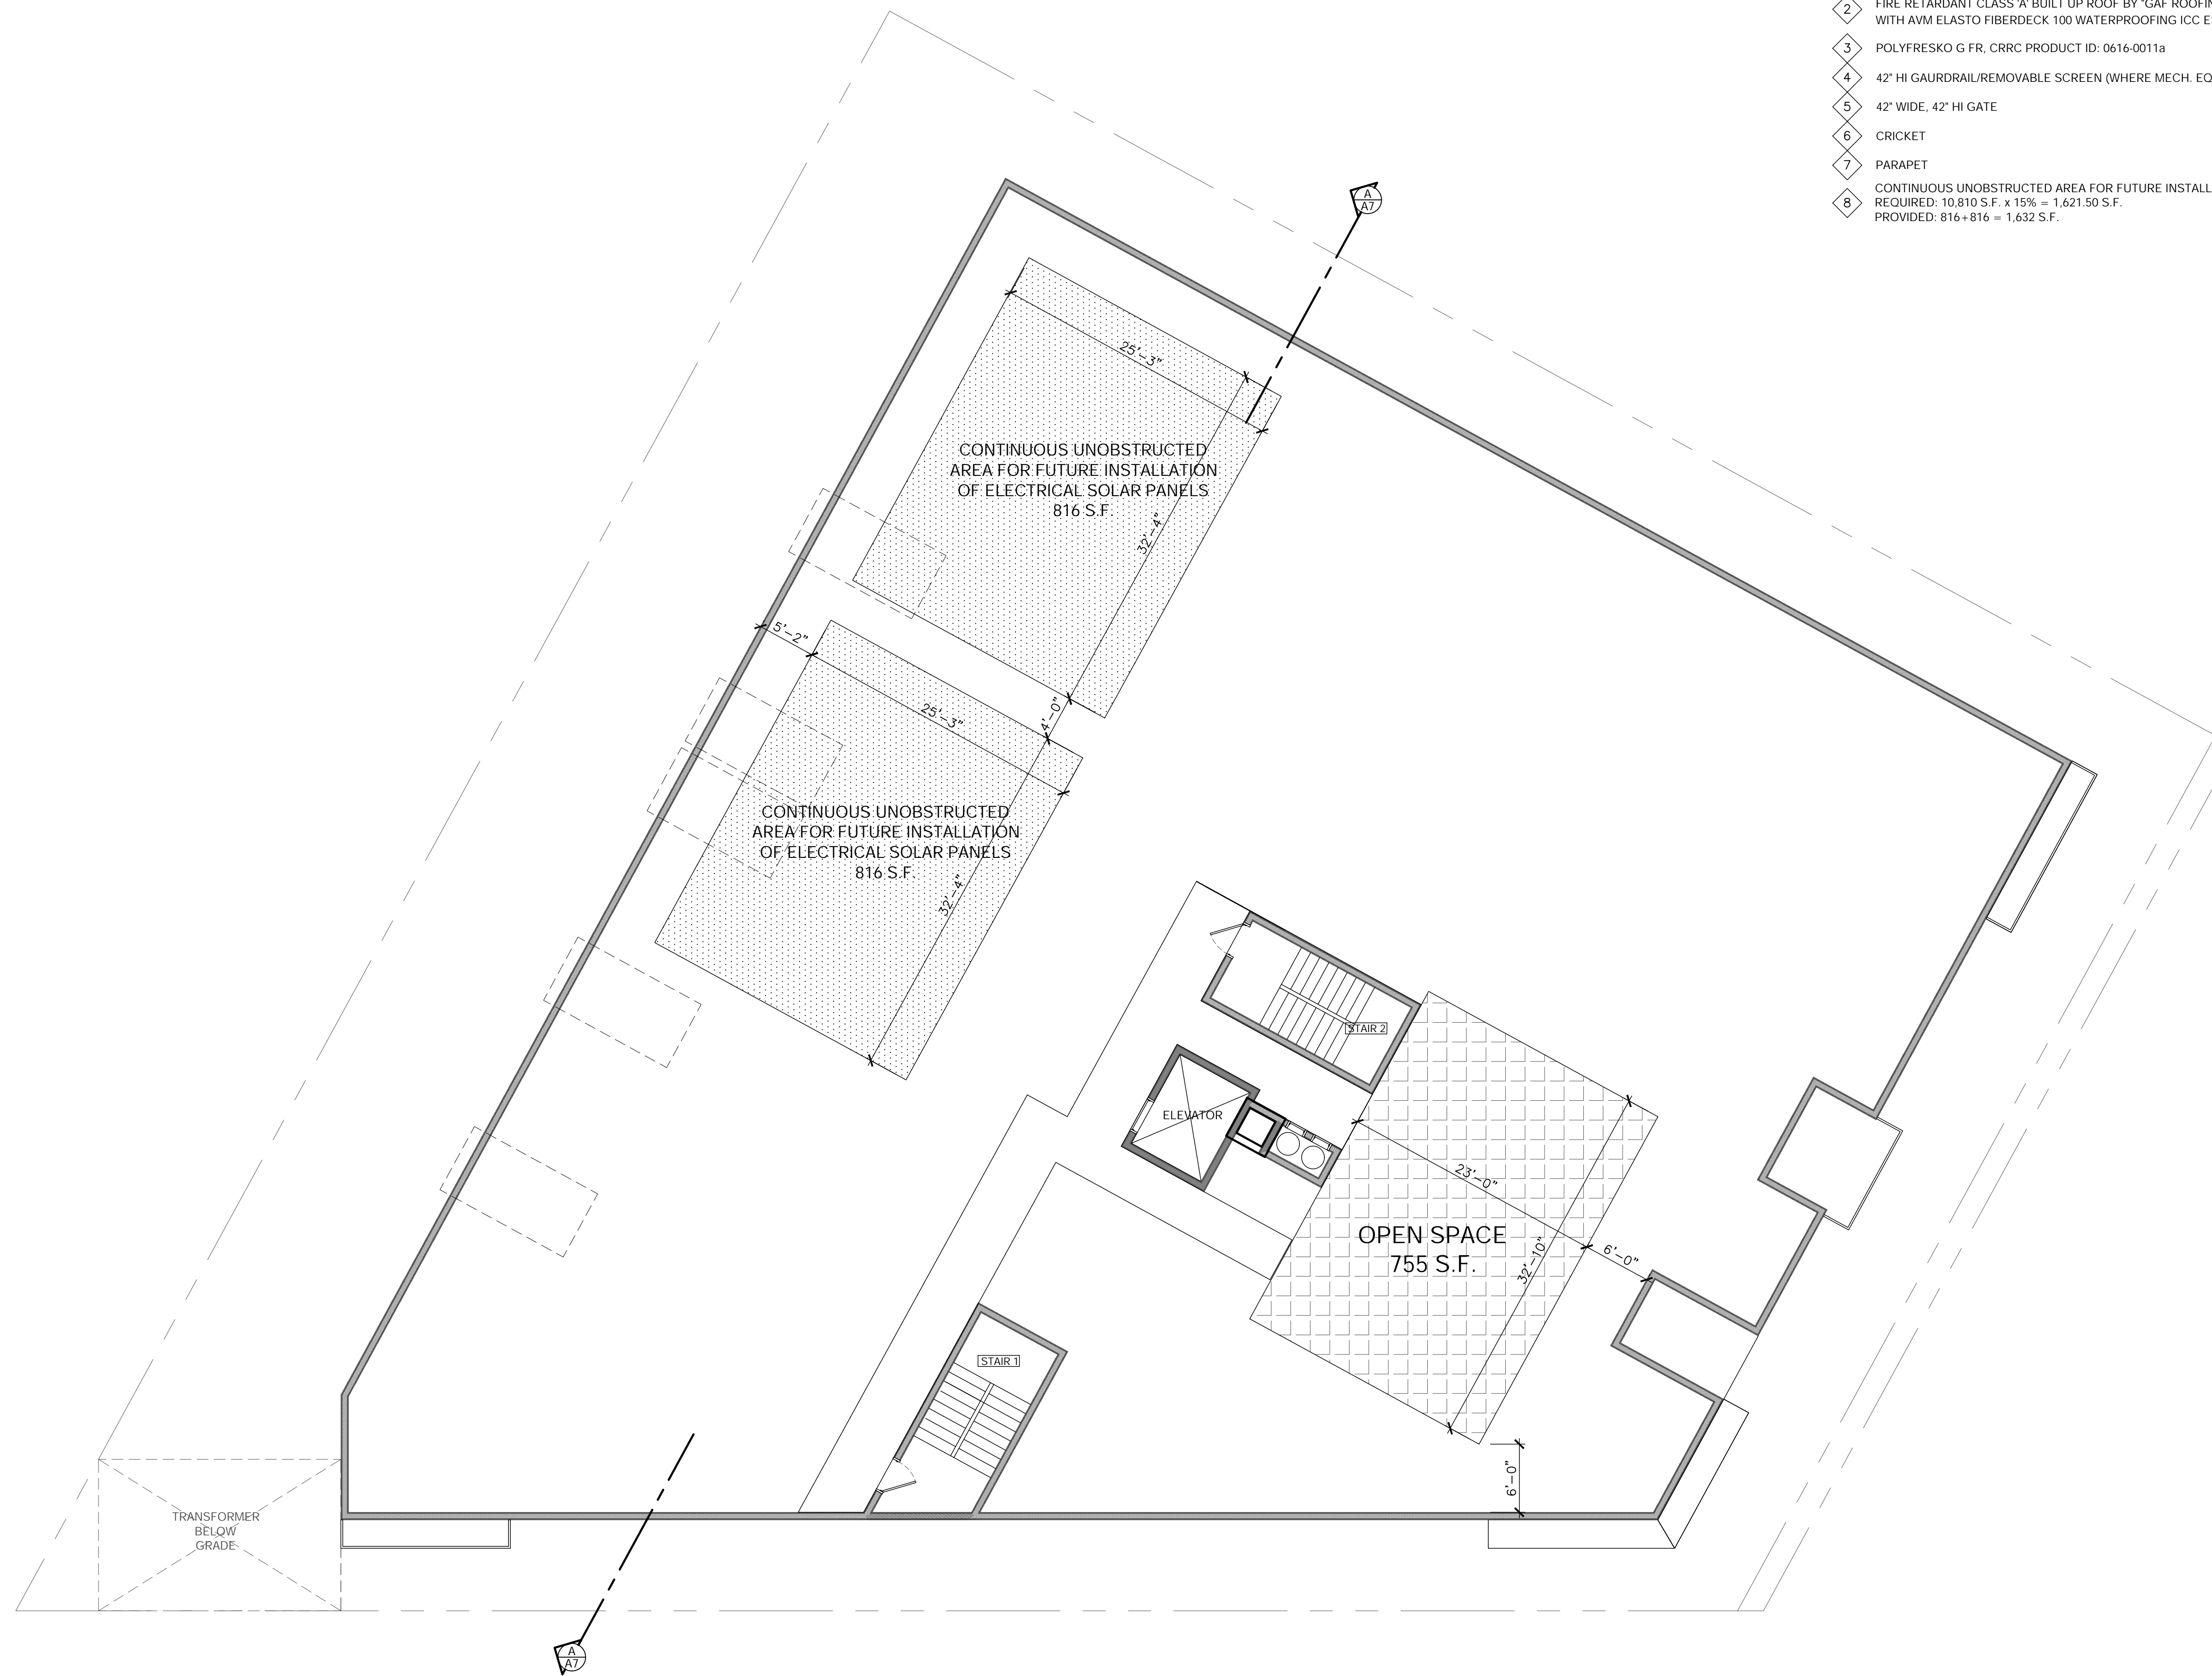 2 FIRE RETARDANT CLASS 'A' BUILT UP ROOF BY "GAF
WITH AVM ELASTO FIBERDECK 100 WATERPROOFING ICC
3 POLYFRESKO G FR, CRRC PRODUCT ID: 0616-0011a
4 42" HI GAURDRAIL/REMOVABLE SCREEN (WHERE MECH.
5 42" WIDE, 42" HI GATE
6 CRICKET
7 PARAPET
8 CONTINUOUS UNOBSTRUCTED AREA FOR FUTURE
REQUIRED: 10,810 S.F. x 15% = 1,621.50 S.F.
PROVIDED: 816+816 = 1,632 S.F.
A
A7
25'-3"
CONTINUOUS UNOBSTRUCTED
AREA FOR FUTURE INSTALLATION
OF ELECTRICAL SOLAR PANELS
816 S.F.
32'-4"
5'-2"
4'-0"
25'-3"
CONTINUOUS UNOBSTRUCTED
AREA FOR FUTURE INSTALLATION
OF ELECTRICAL SOLAR PANELS
816 S.F.
32'-4"
STAIR 2
ELEVATOR
23'-0"
OPEN SPACE
755 S.F.
32'-10"
6'-0"
STAIR 1
6'-0"
TRANSFORMER
BELOW
GRADE
A
A7